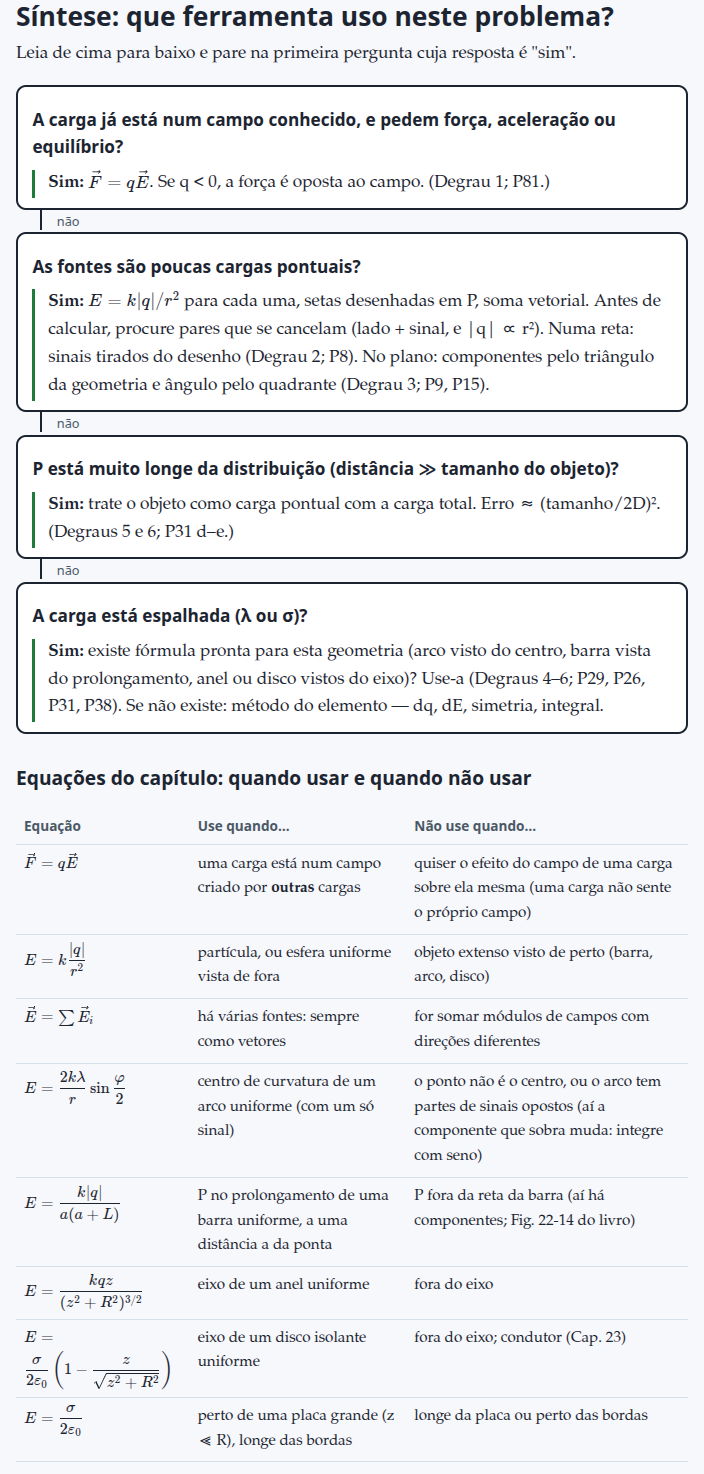 Síntese: que ferramenta uso neste problema?
Leia de cima para baixo e pare na primeira pergunta cuja resposta é "sim".
A carga já está num campo conhecido, e pedem força, aceleração ou
equilíbrio?
Sim: F⃗ = qE⃗. Se q < 0, a força é oposta ao campo. (Degrau 1; P81.)
não
As fontes são poucas cargas pontuais?
Sim: E = k|q|/r² para cada uma, setas desenhadas em P, soma vetorial. Antes de
calcular, procure pares que se cancelam (lado + sinal, e |q| ∝ r²). Numa reta:
sinais tirados do desenho (Degrau 2; P8). No plano: componentes pelo triângulo
da geometria e ângulo pelo quadrante (Degrau 3; P9, P15).
não
P está muito longe da distribuição (distância ≫ tamanho do objeto)?
Sim: trate o objeto como carga pontual com a carga total. Erro ≈ (tamanho/2D)².
(Degraus 5 e 6; P31 d–e.)
não
A carga está espalhada (λ ou σ)?
Sim: existe fórmula pronta para esta geometria (arco visto do centro, barra vista
do prolongamento, anel ou disco vistos do eixo)? Use-a (Degraus 4–6; P29, P26,
P31, P38). Se não existe: método do elemento — dq, dE, simetria, integral.
Equações do capítulo: quando usar e quando não usar
Equação Use quando... Não use quando...
F⃗ = qE⃗
uma carga está num campo
criado por outras cargas
quiser o efeito do campo de uma carga
sobre ela mesma (uma carga não sente
o próprio campo)
E = k |q|/r²
partícula, ou esfera uniforme
vista de fora
objeto extenso visto de perto (barra,
arco, disco)
E⃗ = ∑ E⃗ᵢ
há várias fontes: sempre
como vetores
for somar módulos de campos com
direções diferentes
E = 2kλ/r sin φ/2
centro de curvatura de um
arco uniforme (com um só
sinal)
o ponto não é o centro, ou o arco tem
partes de sinais opostos (aí a
componente que sobra muda: integre
com seno)
E = k|q|/a(a + L)
P no prolongamento de uma
barra uniforme, a uma
distância a da ponta
P fora da reta da barra (aí há
componentes; Fig. 22-14 do livro)
E = kqz/(z² + R²)^3/2
eixo de um anel uniforme
fora do eixo
E =
σ/2ε₀ (1 − z/√(z² + R²))
eixo de um disco isolante
uniforme
fora do eixo; condutor (Cap. 23)
E = σ/2ε₀
perto de uma placa grande (z
≪ R), longe das bordas
longe da placa ou perto das bordas